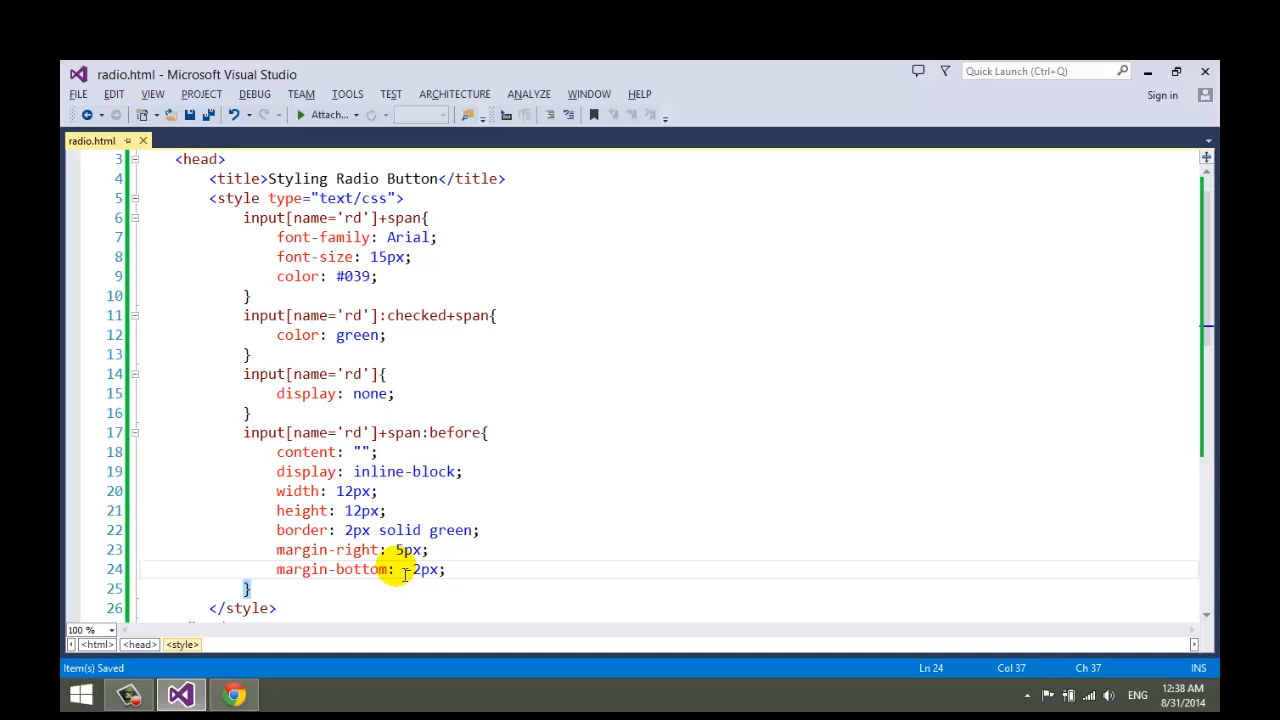 radio.html - Microsoft Visual Studio
Quick Launch (Ctrl+Q)
FILE EDIT VIEW PROJECT DEBUG TEAM TOOLS TEST ARCHITECTURE ANALYZE WINDOW HELP
Sign in
Attach...
radio.html
3 <head>
4 <title>Styling Radio Button</title>
5 <style type="text/css">
6 input[name='rd']+span{
7 font-family: Arial;
8 font-size: 15px;
9 color: #039;
10 }
11 input[name='rd']:checked+span{
12 color: green;
13 }
14 input[name='rd']{
15 display: none;
16 }
17 input[name='rd']+span:before{
18 content: "";
19 display: inline-block;
20 width: 12px;
21 height: 12px;
22 border: 2px solid green;
23 margin-right: 5px;
24 margin-bottom: -2px;
25 }
26 </style>
100 %
<html> <head> <style>
Item(s) Saved
Ln 24 Col 37 Ch 37 INS
ENG
12:38 AM
8/31/2014